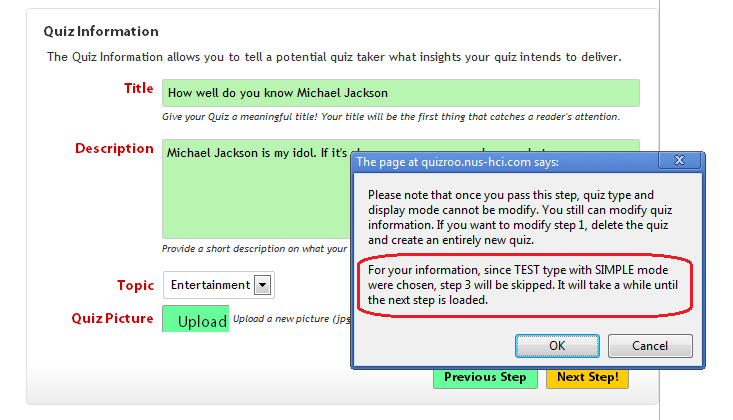 Quiz Information
The Quiz Information allows you to tell a potential quiz taker what insights your quiz intends to deliver.
Title
How well do you know Michael Jackson
Give your Quiz a meaningful title! Your title will be the first thing that catches a reader's attention.
Description
Michael Jackson is my idol. If it's
Provide a short description on what your
Topic
Entertainment
Quiz Picture
Upload
Upload a new picture (jpg
The page at quizroo.nus-hci.com says:
Please note that once you pass this step, quiz type and
display mode cannot be modify. You still can modify quiz
information. If you want to modify step 1, delete the quiz
and create an entirely new quiz.
For your information, since TEST type with SIMPLE mode
were chosen, step 3 will be skipped. It will take a while until
the next step is loaded.
OK
Cancel
Previous Step
Next Step!